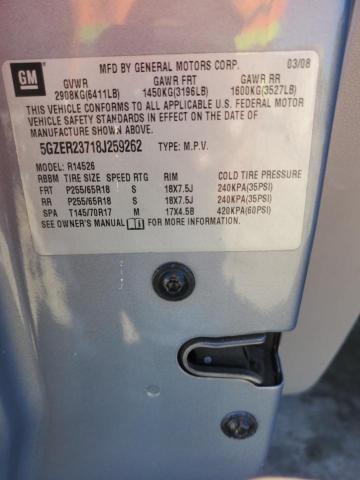 GM
MFD BY GENERAL MOTORS CORP. 03/08
GVWR GAWR FRT GAWR RR
2908KG(6411LB) 1450KG(3196LB) 1600KG(3527LB)
THIS VEHICLE CONFORMS TO ALL APPLICABLE U.S. FEDERAL MOTOR
VEHICLE SAFETY STANDARDS IN EFFECT ON THE DATE OF
MANUFACTURE SHOWN ABOVE.
5GZER23718J259262 TYPE: M.P.V.
MODEL: R14526
RBBM TIRE SIZE SPEED RTG RIM COLD TIRE PRESSURE
FRT P255/65R18 S 18X7.5J 240KPA(35PSI)
RR P255/65R18 S 18X7.5J 240KPA(35PSI)
SPA T145/70R17 M 17X4.5B 420KPA(60PSI)
SEE OWNER'S MANUAL FOR MORE INFORMATION.